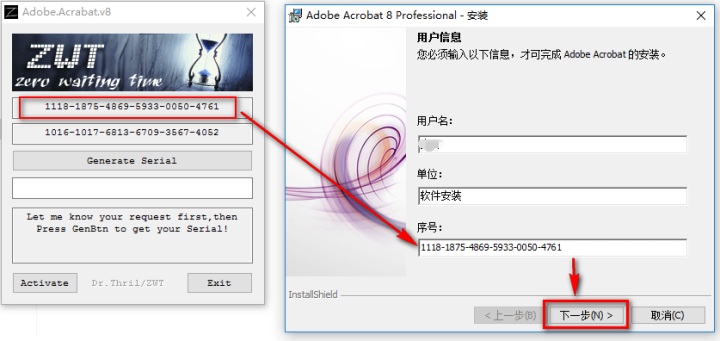 Adobe.Acrabat.v8
ZWT
zero waiting time
1118-1875-4869-5933-0050-4761
1016-1017-6813-6709-3567-4052
Generate Serial
Let me know your request first,then
Press GenBtn to get your Serial!
Activate
Dr.Thril/ZWT
Exit
Adobe Acrobat 8 Professional - 安装
用户信息
您必须输入以下信息，才可完成 Adobe Acrobat 的安装。
用户名：
单位：
软件安装
序号：
1118-1875-4869-5933-0050-4761
InstallShield
< 上一步(B)
下一步(N) >
取消(C)